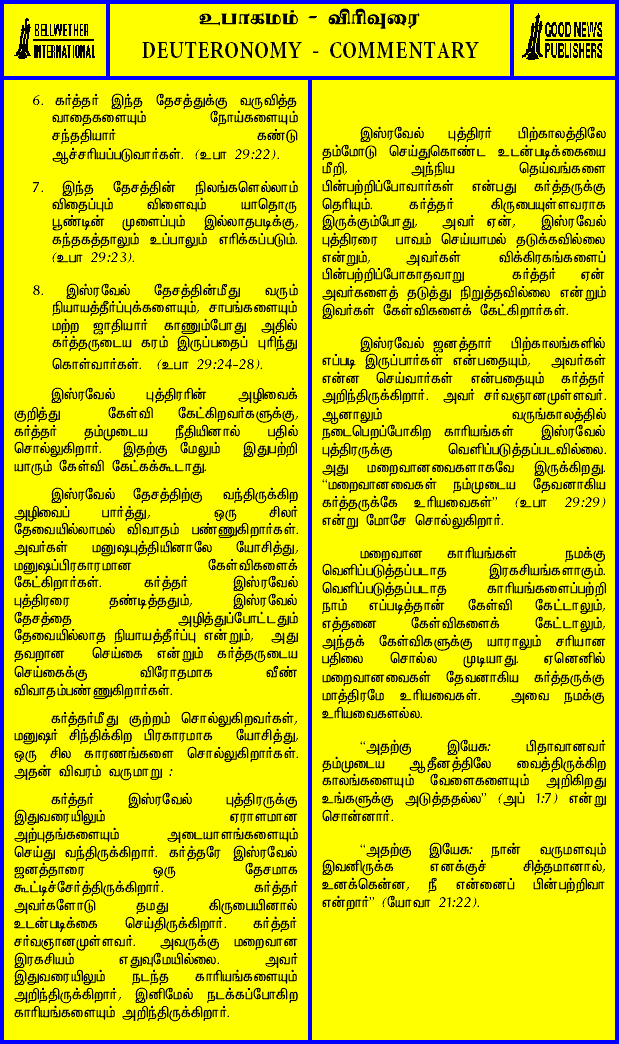 BELLWETHER
INTERNATIONAL
உபாகமம் - விரிவுரை
DEUTERONOMY - COMMENTARY
GOOD NEWS
PUBLISHERS
6. கர்த்தர் இந்த தேசத்துக்கு வருவித்த
வாதைகளையும் நோய்களையும்
சந்ததியார் கண்டு
ஆச்சரியப்படுவார்கள். (உபா 29:22).
7. இந்த தேசத்தின் நிலங்களெல்லாம்
விதைப்பும் விளைவும் யாதொரு
பூண்டின் முளைப்பும் இல்லாதபடிக்கு,
கந்தகத்தாலும் உப்பாலும் எரிக்கப்படும்.
(உபா 29:23).
8. இஸ்ரவேல் தேசத்தின்மீது வரும்
நியாயத்தீர்ப்புக்களையும், சாபங்களையும்
மற்ற ஜாதியார் காணும்போது அதில்
கர்த்தருடைய கரம் இருப்பதைப் புரிந்து
கொள்வார்கள். (உபா 29:24-28).
இஸ்ரவேல் புத்திரரின் அழிவைக்
குறித்து கேள்வி கேட்கிறவர்களுக்கு,
கர்த்தர் தம்முடைய நீதியினால் பதில்
சொல்லுகிறார். இதற்கு மேலும் இதுபற்றி
யாரும் கேள்வி கேட்கக்கூடாது.
இஸ்ரவேல் தேசத்திற்கு வந்திருக்கிற
அழிவைப் பார்த்து, ஒரு சிலர்
தேவையில்லாமல் விவாதம் பண்ணுகிறார்கள்.
அவர்கள் மனுஷபுத்தியினாலே யோசித்து,
மனுஷப்பிரகாரமான கேள்விகளைக்
கேட்கிறார்கள். கர்த்தர் இஸ்ரவேல்
புத்திரரை தண்டித்ததும், இஸ்ரவேல்
தேசத்தை அழித்துப்போட்டதும்
தேவையில்லாத நியாயத்தீர்ப்பு என்றும், அது
தவறான செய்கை என்றும் கர்த்தருடைய
செய்கைக்கு விரோதமாக வீண்
விவாதம்பண்ணுகிறார்கள்.
கர்த்தர்மீது குற்றம் சொல்லுகிறவர்கள்,
மனுஷர் சிந்திக்கிற பிரகாரமாக யோசித்து,
ஒரு சில காரணங்களை சொல்லுகிறார்கள்.
அதன் விவரம் வருமாறு :
கர்த்தர் இஸ்ரவேல் புத்திரருக்கு
இதுவரையிலும் ஏராளமான
அற்புதங்களையும் அடையாளங்களையும்
செய்து வந்திருக்கிறார். கர்த்தரே இஸ்ரவேல்
ஜனத்தாரை ஒரு தேசமாக
கூட்டிச்சேர்த்திருக்கிறார். கர்த்தர்
அவர்களோடு தமது கிருபையினால்
உடன்படிக்கை செய்திருக்கிறார். கர்த்தர்
சர்வஞானமுள்ளவர். அவருக்கு மறைவான
இரகசியம் எதுவுமேயில்லை. அவர்
இதுவரையிலும் நடந்த காரியங்களையும்
அறிந்திருக்கிறார், இனிமேல் நடக்கப்போகிற
காரியங்களையும் அறிந்திருக்கிறார்.
இஸ்ரவேல் புத்திரர் பிற்காலத்திலே
தம்மோடு செய்துகொண்ட உடன்படிக்கையை
மீறி, அந்நிய தெய்வங்களை
பின்பற்றிப்போவார்கள் என்பது கர்த்தருக்கு
தெரியும். கர்த்தர் கிருபையுள்ளவராக
இருக்கும்போது, அவர் ஏன், இஸ்ரவேல்
புத்திரரை பாவம் செய்யாமல் தடுக்கவில்லை
என்றும், அவர்கள் விக்கிரகங்களைப்
பின்பற்றிப்போகாதவாறு கர்த்தர் ஏன்
அவர்களைத் தடுத்து நிறுத்தவில்லை என்றும்
இவர்கள் கேள்விகளைக் கேட்கிறார்கள்.
இஸ்ரவேல் ஜனத்தார் பிற்காலங்களில்
எப்படி இருப்பார்கள் என்பதையும், அவர்கள்
என்ன செய்வார்கள் என்பதையும் கர்த்தர்
அறிந்திருக்கிறார். அவர் சர்வஞானமுள்ளவர்.
ஆனாலும் வருங்காலத்தில்
நடைபெறப்போகிற காரியங்கள் இஸ்ரவேல்
புத்திரருக்கு வெளிப்படுத்தப்படவில்லை.
அது மறைவானவைகளாகவே இருக்கிறது.
“மறைவானவைகள் நம்முடைய தேவனாகிய
கர்த்தருக்கே உரியவைகள்” (உபா 29:29)
என்று மோசே சொல்லுகிறார்.
மறைவான காரியங்கள் நமக்கு
வெளிப்படுத்தப்படாத இரகசியங்களாகும்.
வெளிப்படுத்தப்படாத காரியங்களைப்பற்றி
நாம் எப்படித்தான் கேள்வி கேட்டாலும்,
எத்தனை கேள்விகளைக் கேட்டாலும்,
அந்தக் கேள்விகளுக்கு யாராலும் சரியான
பதிலை சொல்ல முடியாது. ஏனெனில்
மறைவானவைகள் தேவனாகிய கர்த்தருக்கு
மாத்திரமே உரியவைகள். அவை நமக்கு
உரியவைகளல்ல.
“அதற்கு இயேசு: பிதாவானவர்
தம்முடைய ஆதீனத்திலே வைத்திருக்கிற
காலங்களையும் வேளைகளையும் அறிகிறது
உங்களுக்கு அடுத்ததல்ல” (அப் 1:7) என்று
சொன்னார்.
“அதற்கு இயேசு: நான் வருமளவும்
இவனிருக்க எனக்குச் சித்தமானால்,
உனக்கென்ன, நீ என்னைப் பின்பற்றிவா
என்றார்” (யோவா 21:22).